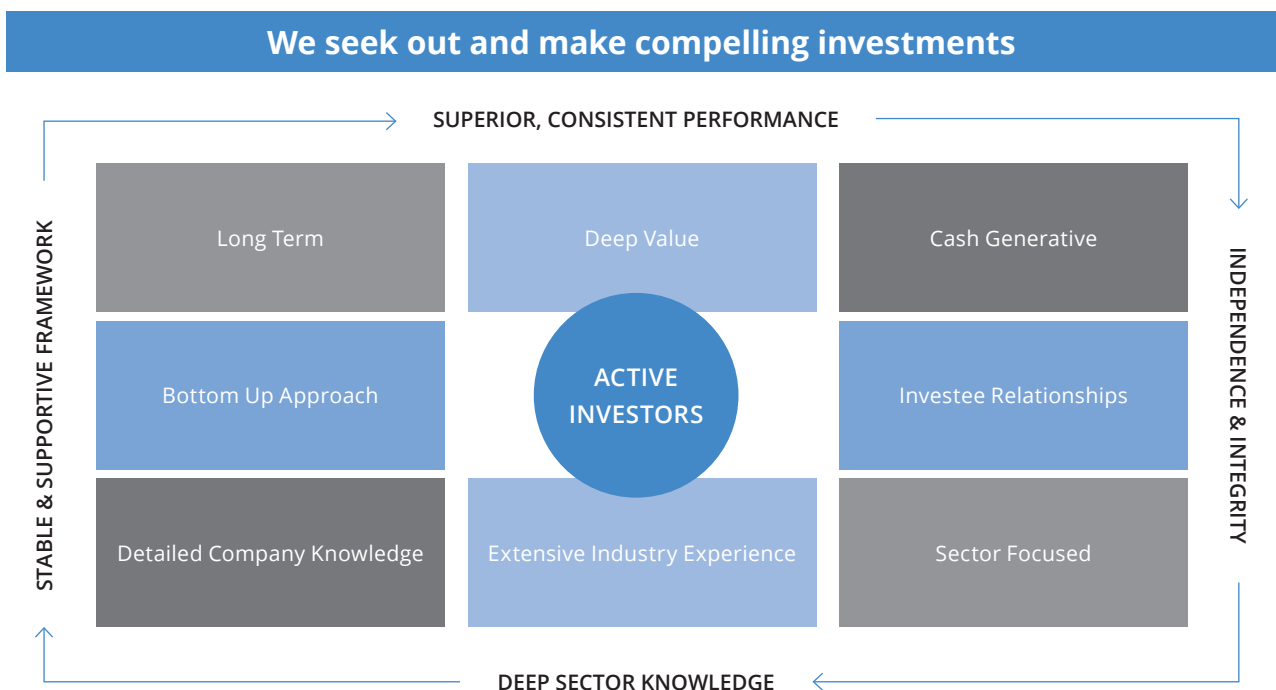 We seek out and make compelling investments
SUPERIOR, CONSISTENT PERFORMANCE
STABLE & SUPPORTIVE FRAMEWORK
Long Term
Deep Value
Cash Generative
Bottom Up Approach
ACTIVE
INVESTORS
Investee Relationships
Detailed Company Knowledge
Extensive Industry Experience
Sector Focused
INDEPENDENCE & INTEGRITY
DEEP SECTOR KNOWLEDGE